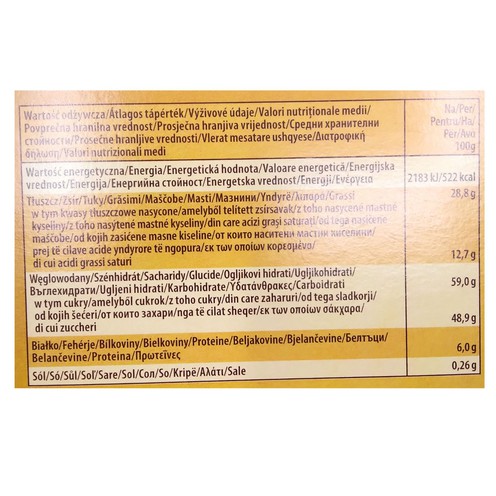 Wartość odżywcza/Átlagos tápérték/Výživové údaje/Valori nutriționale medii/
Povprečna hranilna vrednost/Prosječna hranjiva vrijednost/Средни хранителни
стойности/Prosečne hranljive vrednosti/Vlerat mesatare ushqyese/Διατροφική
δήλωση/Valori nutrizionali medi
Na/Per/
Pentru/На/
Për/Ανά
100g
Wartość energetyczna/Energia/Energetická hodnota/Valoare energetică/Energijska
vrednost/Energija/Енергийна стойност/Energetska vrednost/Energji/Ενέργεια
2183 kJ/522 kcal
Tłuszcz/Zsír/Tuky/Grăsimi/Maščobe/Masti/Мазнини/Yndyrë/Λιπαρά/Grassi
28,8 g
w tym kwasy tłuszczowe nasycone/amelyből telített zsírsavak/z toho nasycené mastné
kyseliny/z toho nasýtené mastné kyseliny/din care acizi grași saturați/od tega nasičene
maščobe/od kojih zasićene masne kiseline/от които наситени мастни киселини/
prej të cilave acide yndyrore të ngopura/εκ των οποίων κορεσμένα/
di cui acidi grassi saturi
12,7 g
Węglowodany/Szénhidrát/Sacharidy/Glucide/Ogljikovi hidrati/Ugljikohidrati/
Въглехидрати/Ugljeni hidrati/Karbohidrate/Υδατάνθρακες/Carboidrati
59,0 g
w tym cukry/amelyből cukrok/z toho cukry/din care zaharuri/od tega sladkorji/
od kojih šećeri/от които захари/nga të cilat sheqer/εκ των οποίων σάκχαρα/
di cui zuccheri
48,9 g
Białko/Fehérje/Bílkoviny/Bielkoviny/Proteine/Beljakovine/Bjelančevine/Белтъци/
Belančevine/Proteina/Πρωτεΐνες
6,0 g
Sól/Só/Sůl/Soľ/Sare/Sol/Сол/So/Kripë/Αλάτι/Sale
0,26 g